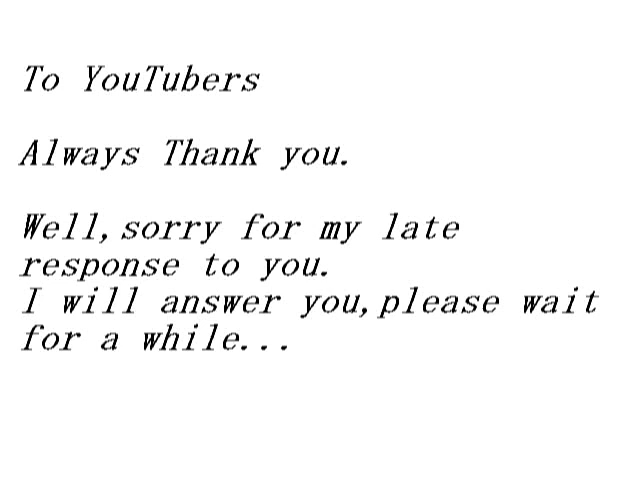 To YouTubers
Always Thank you.
Well,sorry for my late
response to you.
I will answer you,please wait
for a while...